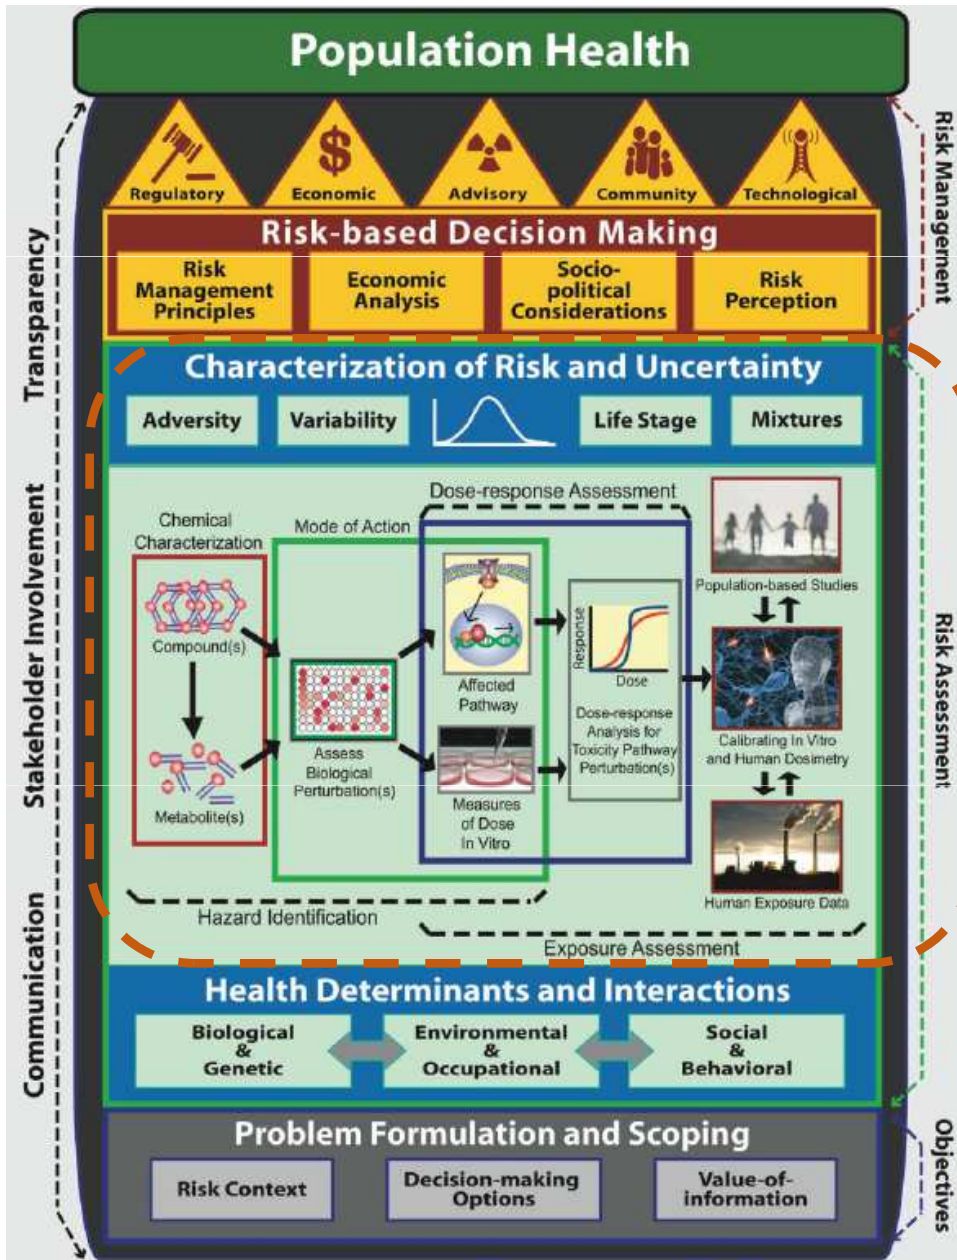 Population Health
Regulatory
$
Economic
Advisory
Community
Technological
Risk-based Decision Making
Risk
Management
Principles
Economic
Analysis
Socio-
political
Considerations
Risk
Perception
Characterization of Risk and Uncertainty
Adversity
Variability
Life Stage
Mixtures
Chemical
Characterization
Compound(s)
Metabolite(s)
Mode of Action
Assess
Biological
Perturbation(s)
Dose-response Assessment
Affected
Pathway
Measures
of Dose
In Vitro
Response
Dose
Dose-response
Analysis for
Toxicity Pathway
Perturbation(s)
Population-based Studies
Calibrating In Vitro
and Human Dosimetry
Human Exposure Data
Hazard Identification
Exposure Assessment
Health Determinants and Interactions
Biological
&
Genetic
Environmental
&
Occupational
Social
&
Behavioral
Problem Formulation and Scoping
Risk Context
Decision-making
Options
Value-of-
information
Transparency
Stakeholder Involvement
Communication
Risk Management
Risk Assessment
Objectives